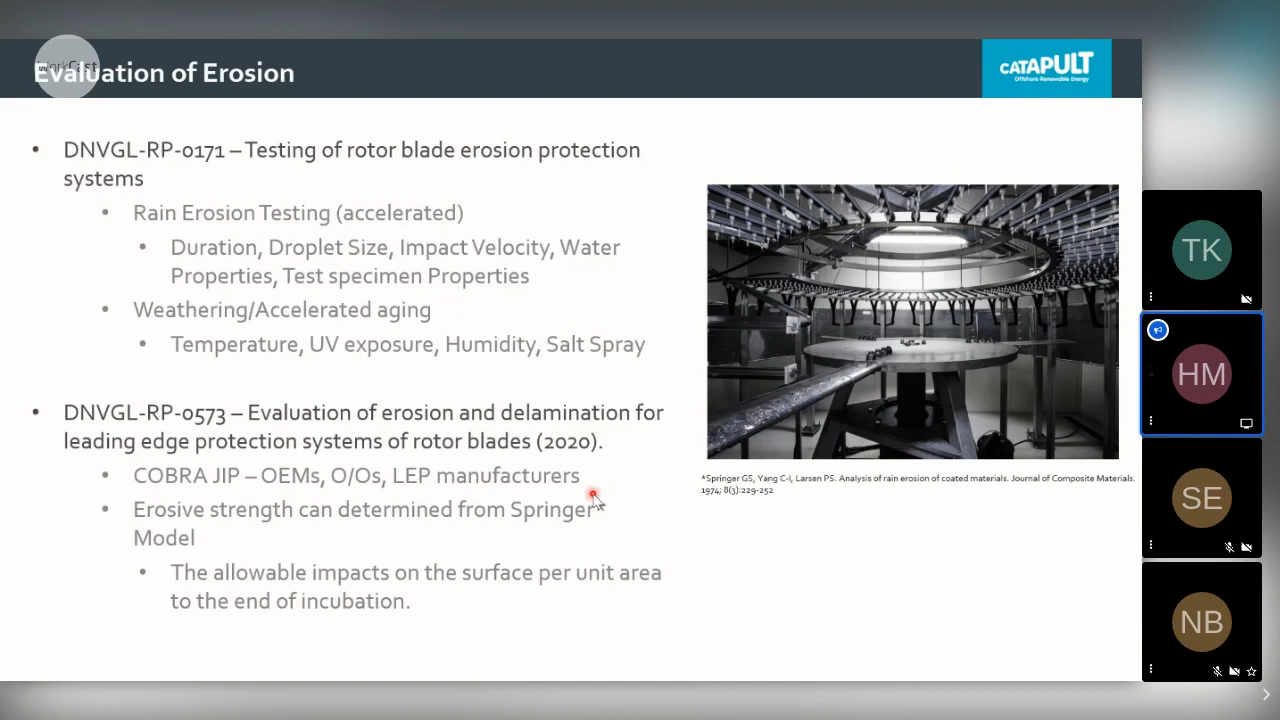 Evaluation of Erosion
CATAPULT
Offshore Renewable Energy
• DNVGL-RP-0171 – Testing of rotor blade erosion protection
systems
• Rain Erosion Testing (accelerated)
• Duration, Droplet Size, Impact Velocity, Water
Properties, Test specimen Properties
• Weathering/Accelerated aging
• Temperature, UV exposure, Humidity, Salt Spray
• DNVGL-RP-0573 – Evaluation of erosion and delamination for
leading edge protection systems of rotor blades (2020).
• COBRA JIP – OEMs, O/Os, LEP manufacturers
• Erosive strength can determined from Springer
Model
• The allowable impacts on the surface per unit area
to the end of incubation.
*Springer GS, Yang C-I, Larsen PS. Analysis of rain erosion of coated materials. Journal of Composite Materials.
1974; 8(3):229-252
TK
HM
SE
NB